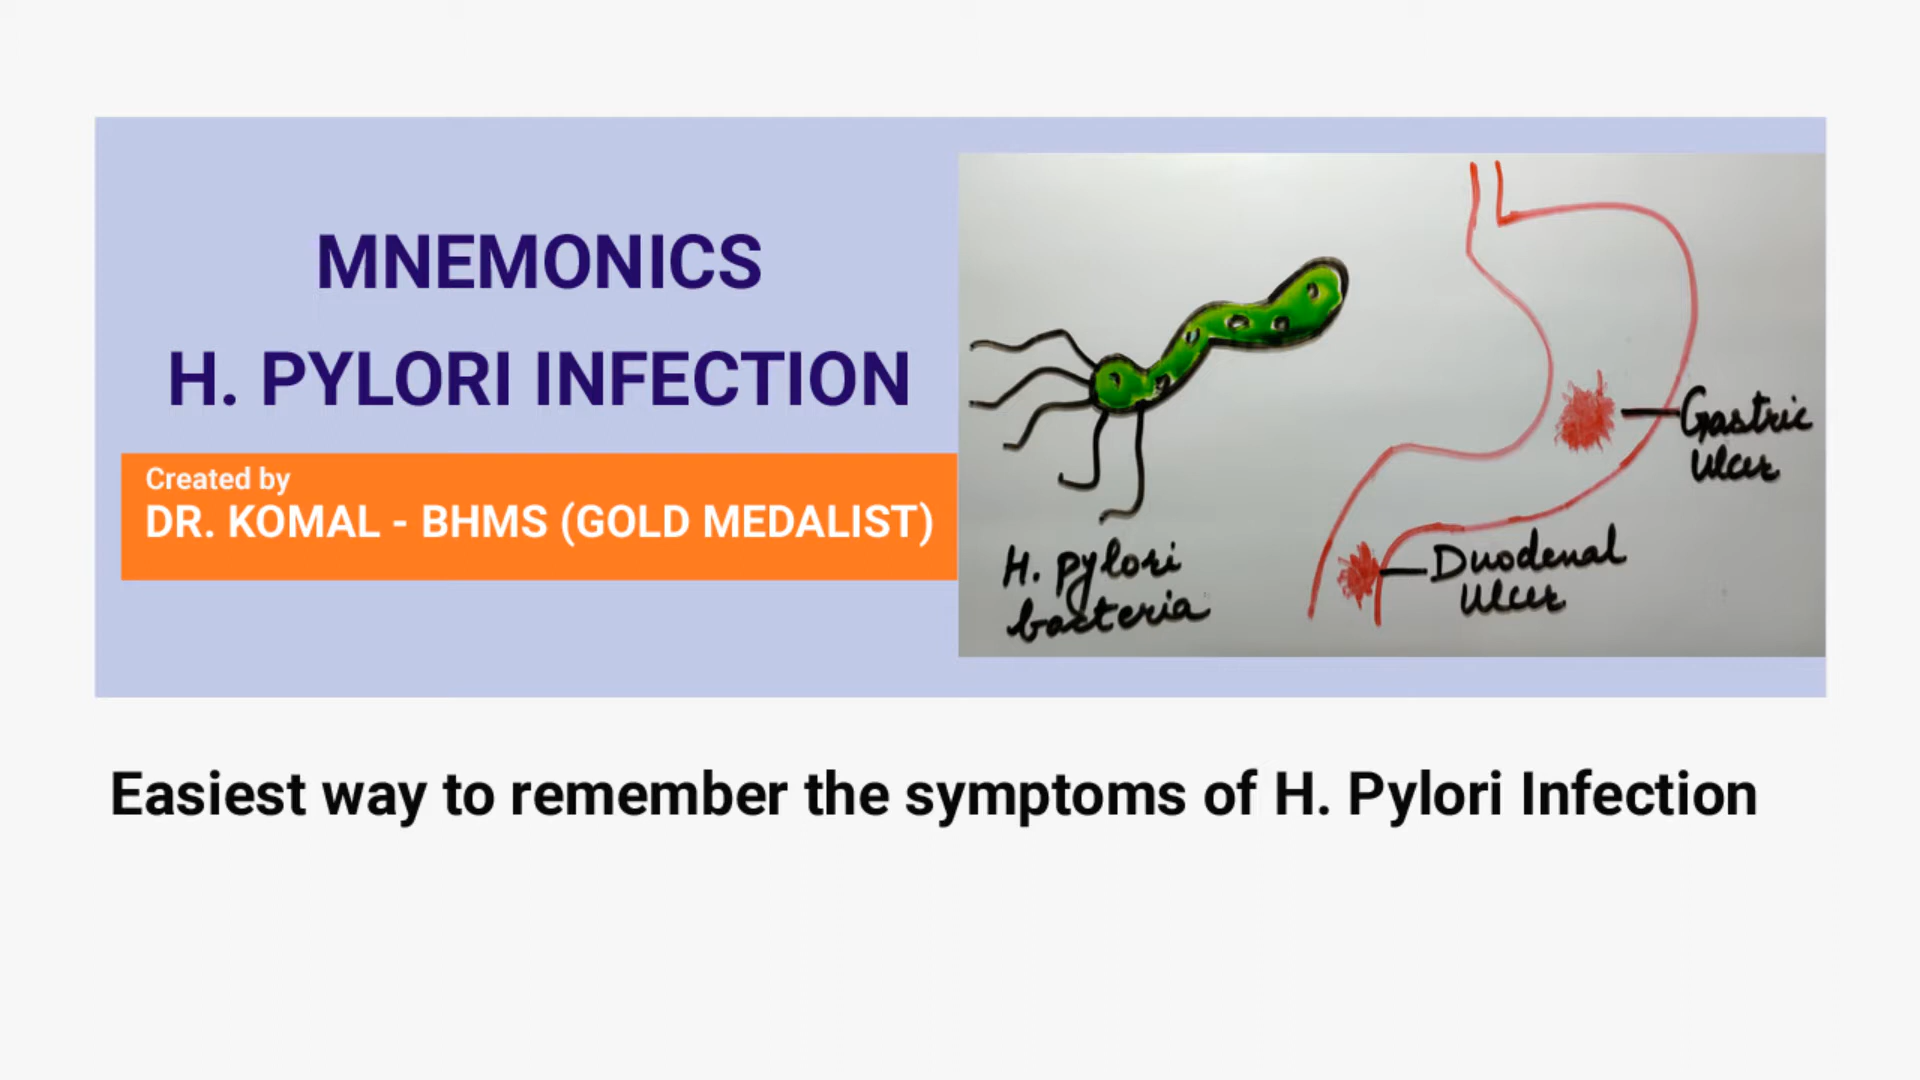 MNEMONICS
H. PYLORI INFECTION
Created by
DR. KOMAL - BHMS (GOLD MEDALIST)
H. pylori
bacteria
Gastric
Ulcer
Duodenal
Ulcer
Easiest way to remember the symptoms of H. Pylori Infection